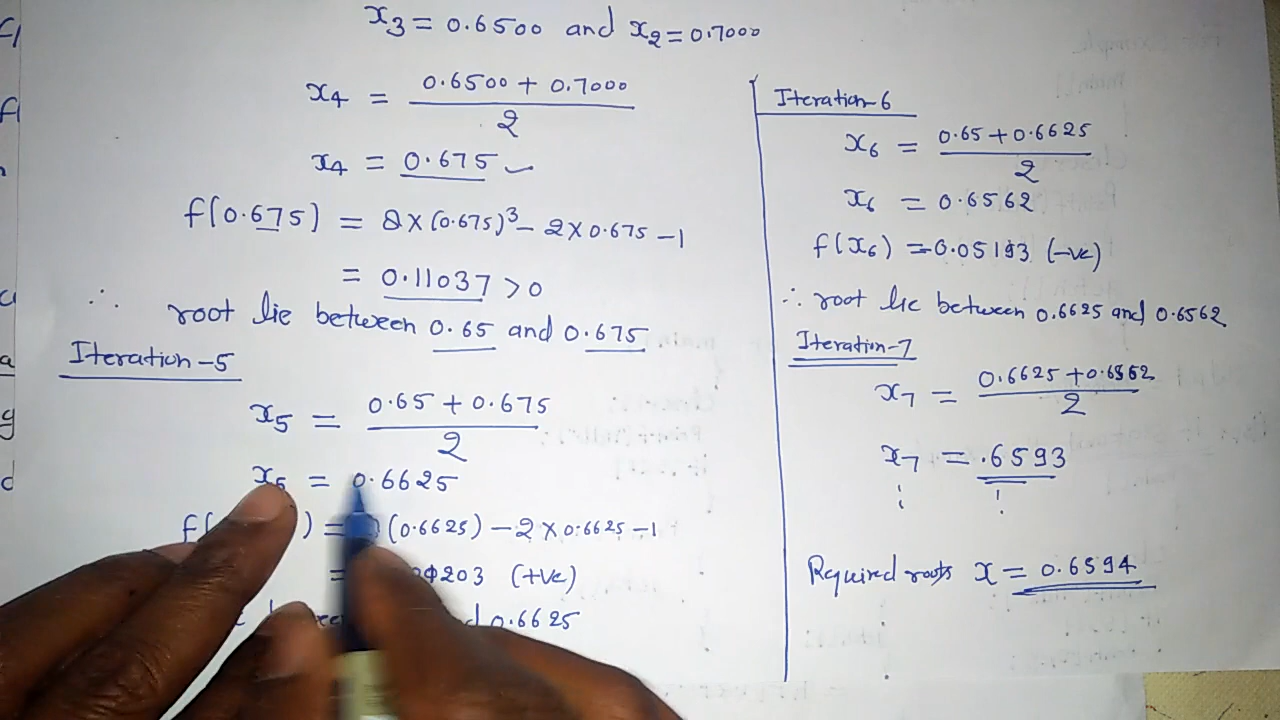 x₃ = 0.6500 and x₂ = 0.7000
x₄ = (0.6500 + 0.7000) / 2
x₄ = 0.675
f(0.675) = 8 × (0.675)³ - 2 × 0.675 - 1
= 0.11037 > 0
∴ root lie between 0.65 and 0.675
Iteration-5
x₅ = (0.65 + 0.675) / 2
x₅ = 0.6625
f( ) = (0.6625) - 2 × 0.6625 - 1
= 203 (+ve)
0.6625
Iteration-6
x₆ = (0.65 + 0.6625) / 2
x₆ = 0.6562
f(x₆) = 0.05193 (-ve)
∴ root lie between 0.6625 and 0.6562
Iteration-7
x₇ = (0.6625 + 0.6562) / 2
x₇ = .6593
⋮ ⋮
Required roots x = 0.6594